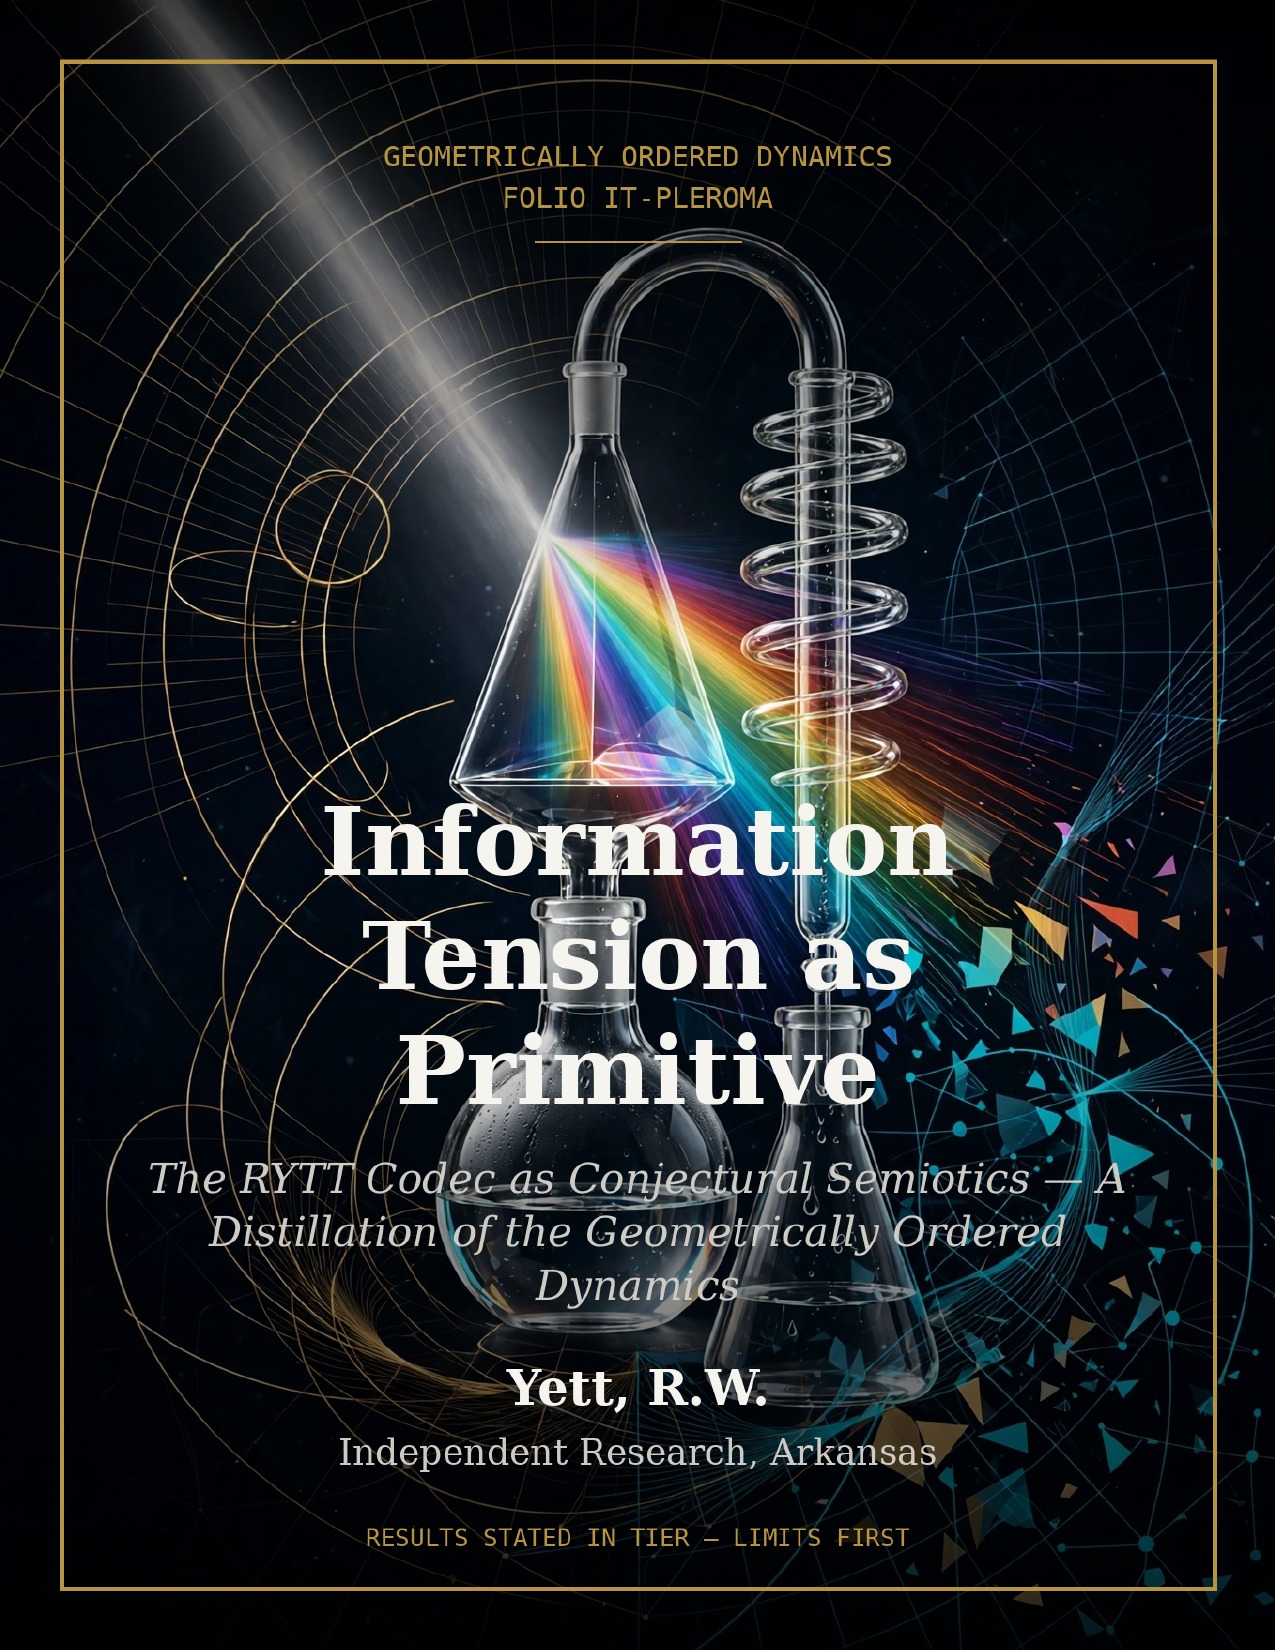 GEOMETRICALLY ORDERED DYNAMICS
FOLIO IT-PLEROMA
Information
Tension as
Primitive
The RYTT Codec as Conjectural Semiotics — A
Distillation of the Geometrically Ordered
Dynamics
Yett, R.W.
Independent Research, Arkansas
RESULTS STATED IN TIER — LIMITS FIRST